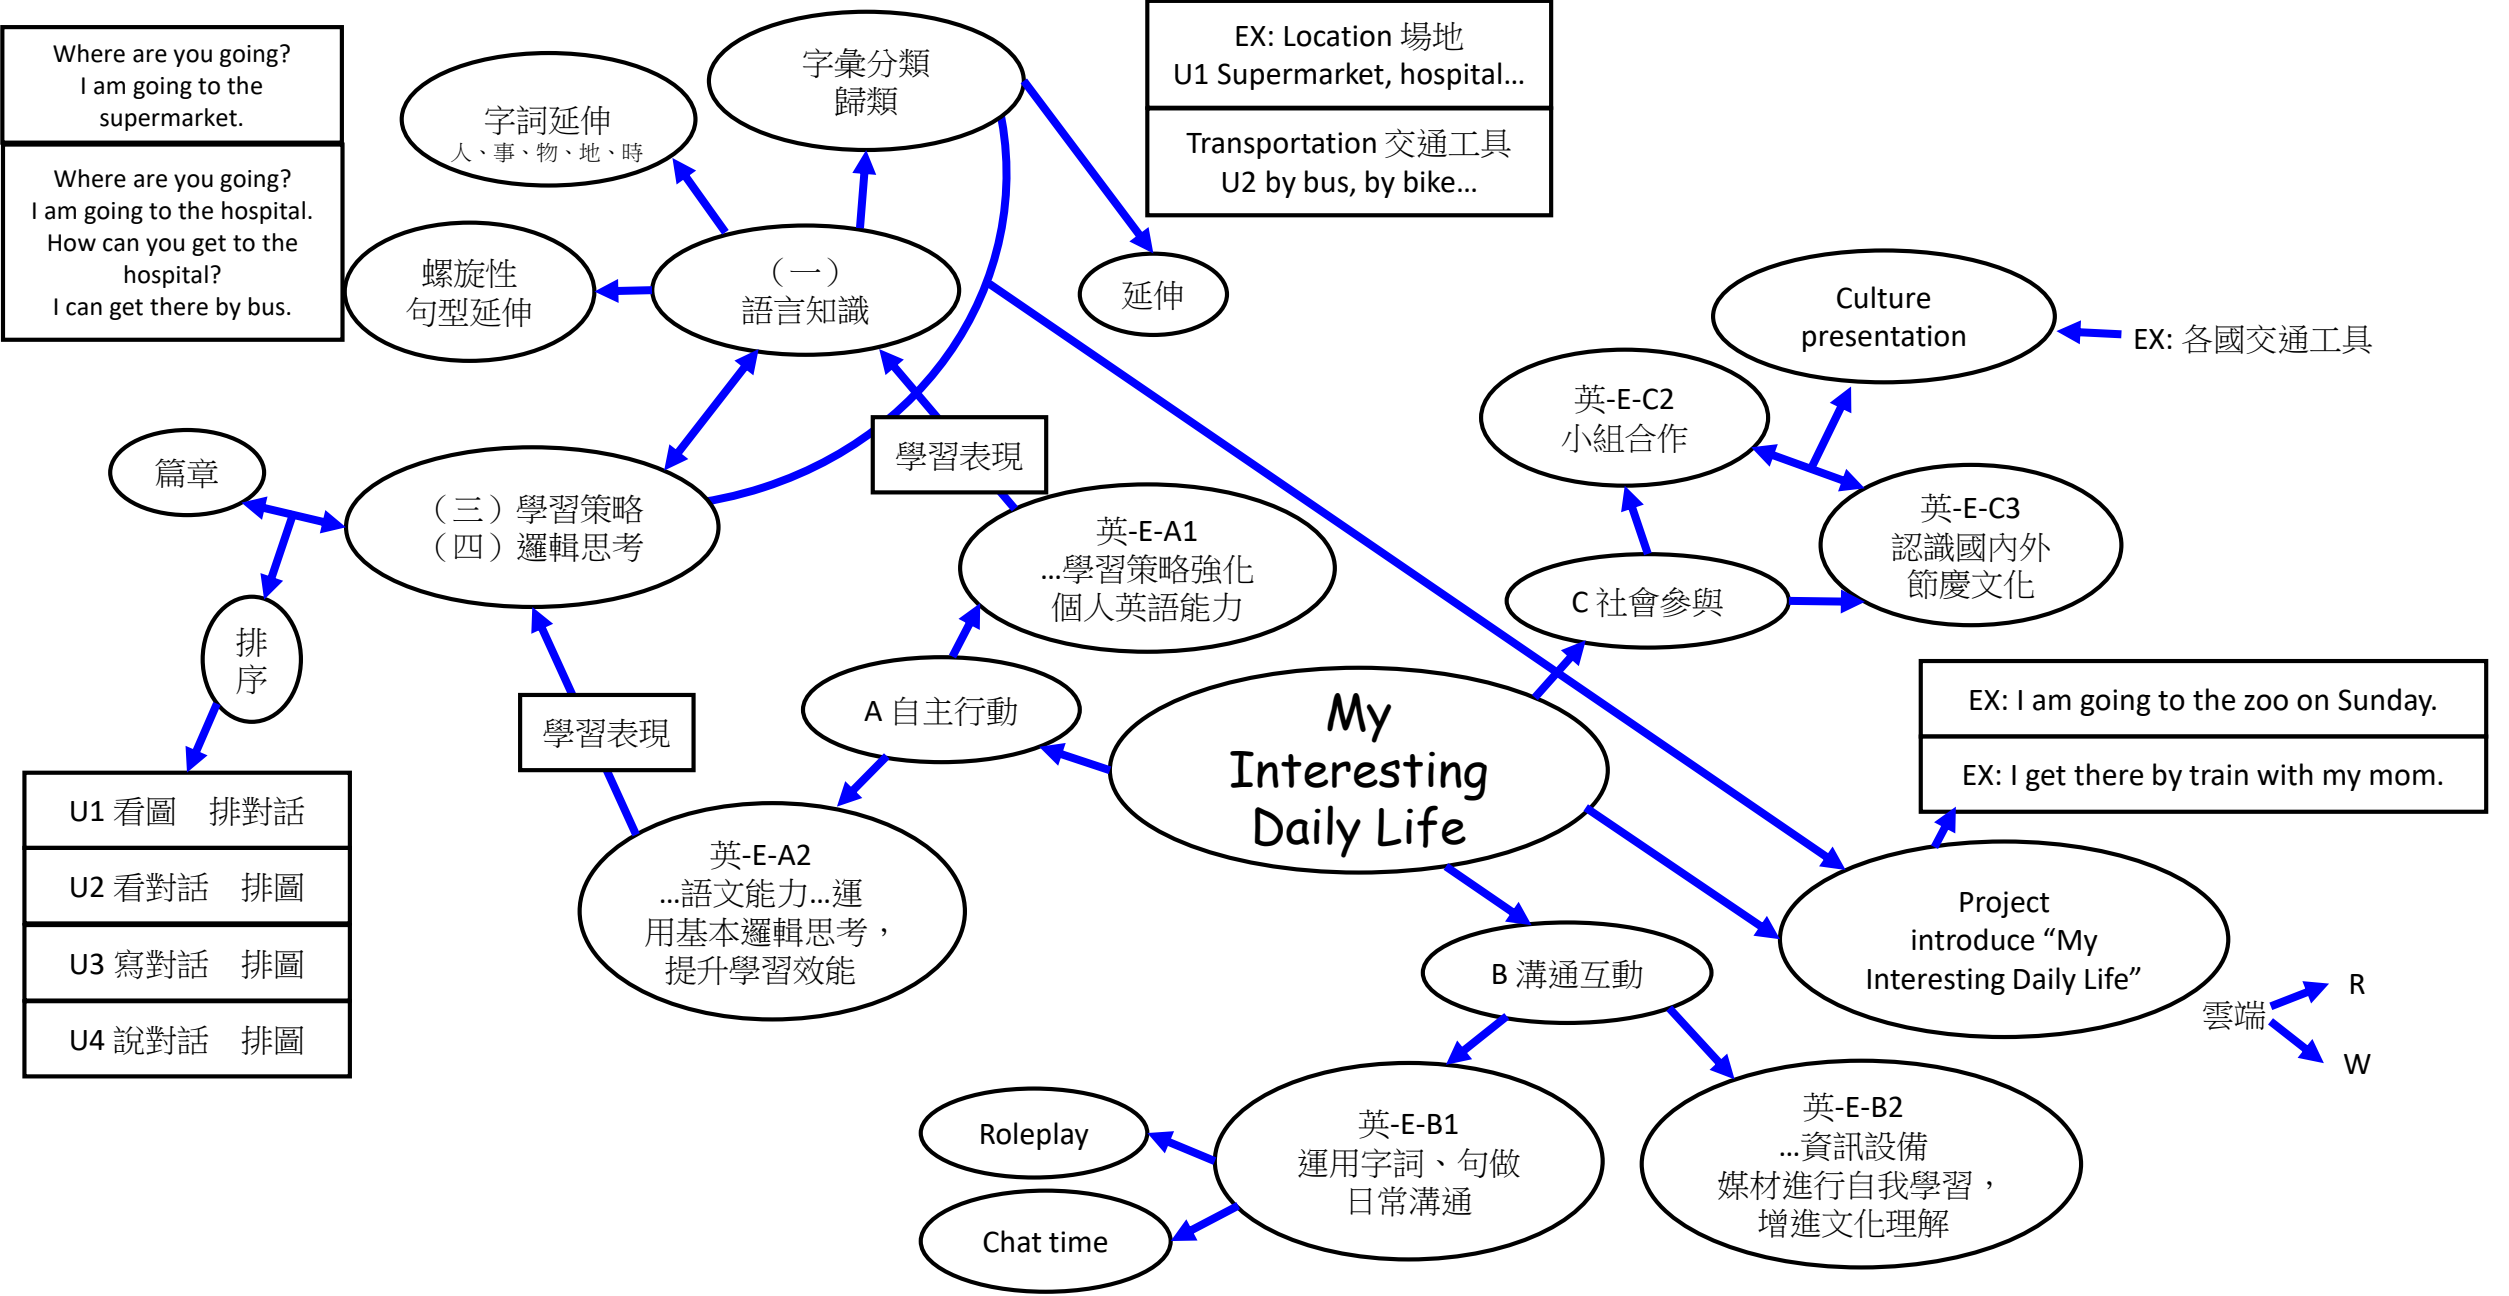 Where are you going?
I am going to the
supermarket.
Where are you going?
I am going to the hospital.
How can you get to the
hospital?
I can get there by bus.
字詞延伸
人、事、物、地、時
字彙分類
歸類
EX: Location 場地
U1 Supermarket, hospital...
Transportation 交通工具
U2 by bus, by bike...
螺旋性
句型延伸
（一）
語言知識
延伸
Culture
presentation
EX: 各國交通工具
英-E-C2
小組合作
英-E-C3
認識國內外
節慶文化
C 社會參與
學習表現
篇章
（三）學習策略
（四）邏輯思考
英-E-A1
...學習策略強化
個人英語能力
排
序
A 自主行動
學習表現
My
Interesting
Daily Life
EX: I am going to the zoo on Sunday.
EX: I get there by train with my mom.
U1 看圖　排對話
U2 看對話　排圖
U3 寫對話　排圖
U4 說對話　排圖
英-E-A2
...語文能力...運
用基本邏輯思考，
提升學習效能
Project
introduce “My
Interesting Daily Life”
雲端
R
W
B 溝通互動
Roleplay
Chat time
英-E-B1
運用字詞、句做
日常溝通
英-E-B2
...資訊設備
媒材進行自我學習，
增進文化理解